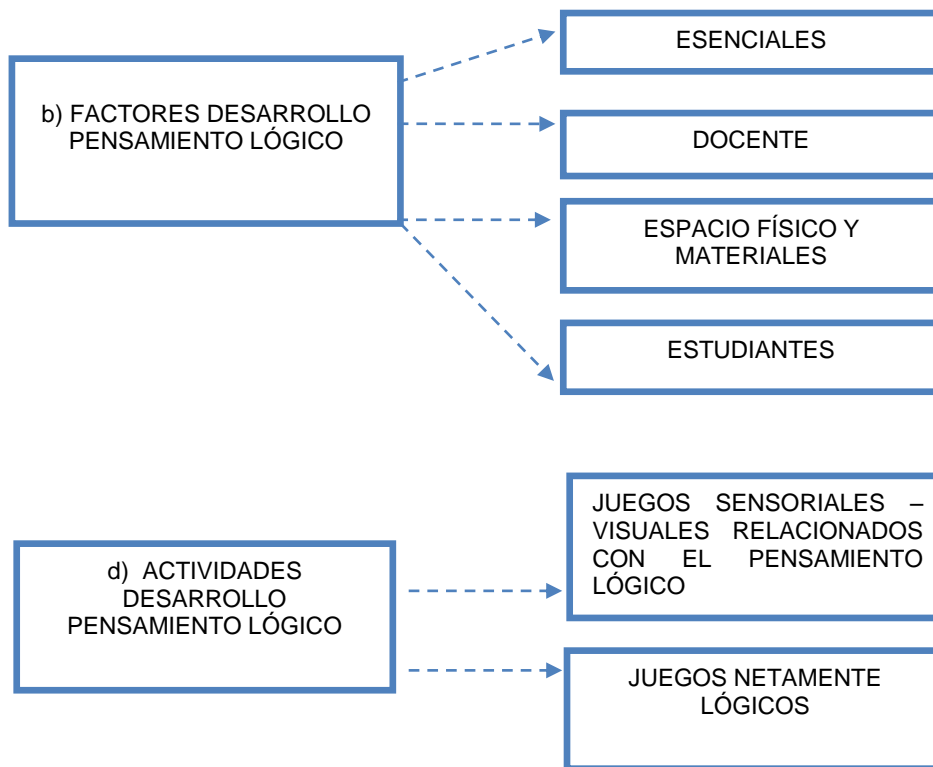 b) FACTORES DESARROLLO
PENSAMIENTO LÓGICO
ESENCIALES
DOCENTE
ESPACIO FÍSICO Y
MATERIALES
ESTUDIANTES
d) ACTIVIDADES
DESARROLLO
PENSAMIENTO LÓGICO
JUEGOS SENSORIALES –
VISUALES RELACIONADOS
CON EL PENSAMIENTO
LÓGICO
JUEGOS NETAMENTE
LÓGICOS